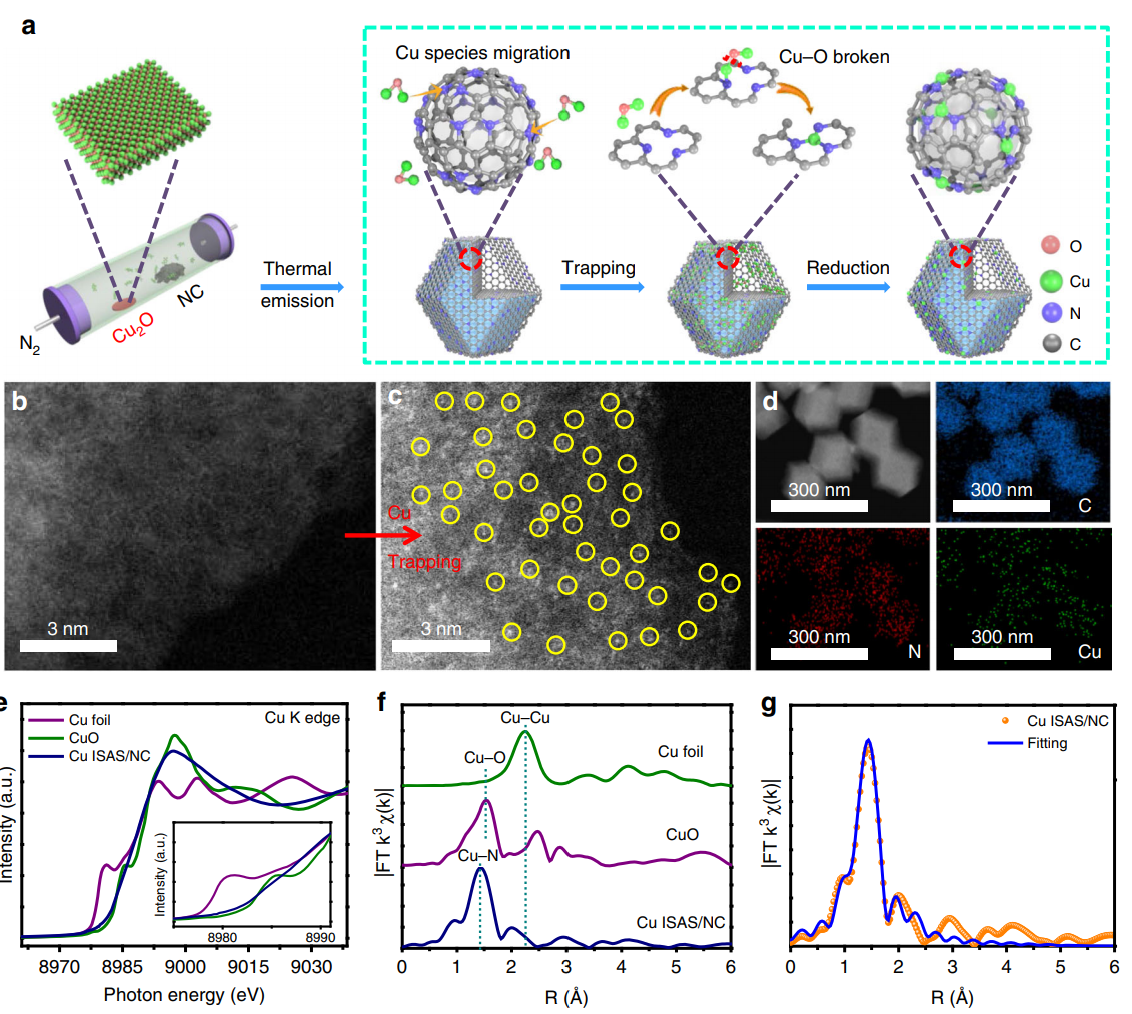 a
Cu species migration
Cu–O broken
Thermal
emission
Trapping
Reduction
O
Cu
N
C
N2
Cu2O
NC
b
3 nm
c
Cu
Trapping
3 nm
d
300 nm
300 nm
C
300 nm
N
300 nm
Cu
e
Cu foil
CuO
Cu ISAS/NC
Cu K edge
Intensity (a.u.)
Intensity (a.u.)
8980
8990
8970 8985 9000 9015 9030
Photon energy (eV)
f
Cu–Cu
Cu–O
Cu foil
CuO
Cu–N
Cu ISAS/NC
|FT k3 χ(k)|
0 1 2 3 4 5 6
R (Å)
g
Cu ISAS/NC
Fitting
|FT k3 χ(k)|
0 1 2 3 4 5 6
R (Å)